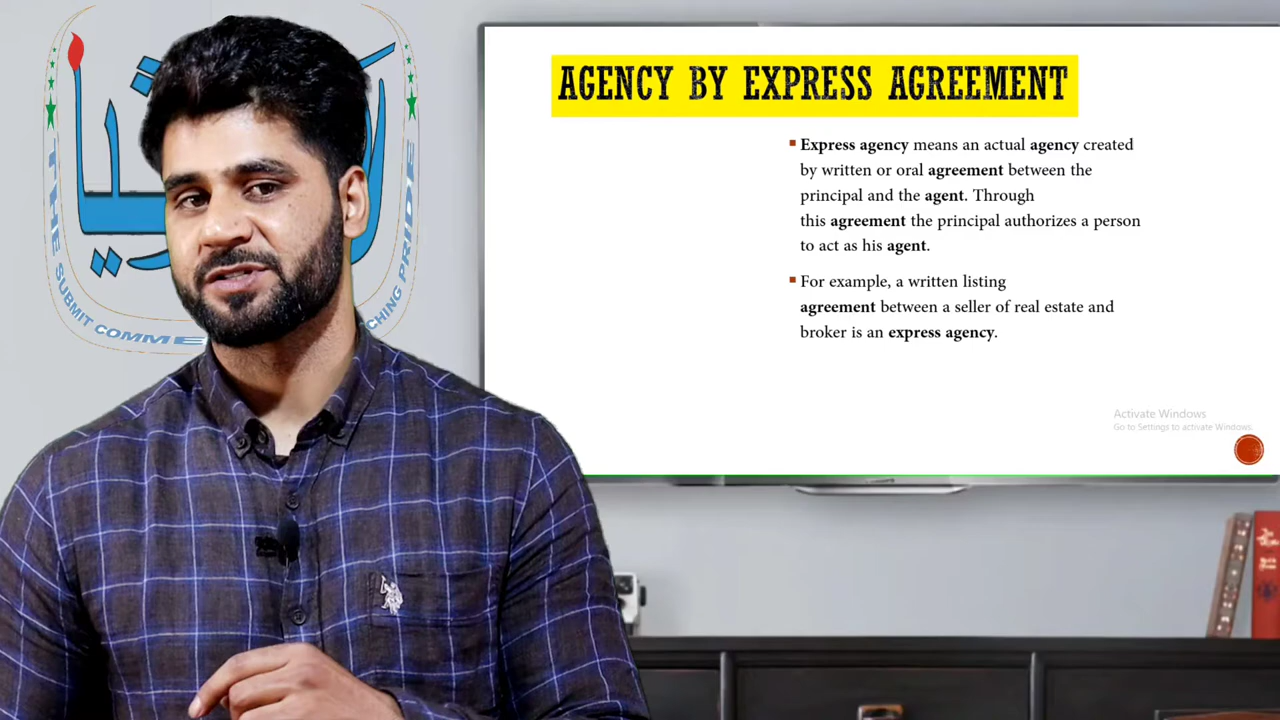 AGENCY BY EXPRESS AGREEMENT
Express agency means an actual agency created
by written or oral agreement between the
principal and the agent. Through
this agreement the principal authorizes a person
to act as his agent.
For example, a written listing
agreement between a seller of real estate and
broker is an express agency.
Activate Windows
Go to Settings to activate Windows.
THE SUBMIT COMME
CHING PRIDE